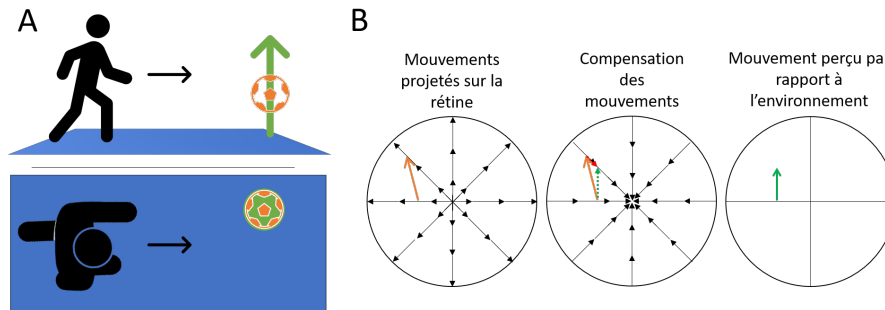 A
B
Mouvements
projetés sur la
rétine
Compensation
des
mouvements
Mouvement perçu pa
rapport à
l'environnement